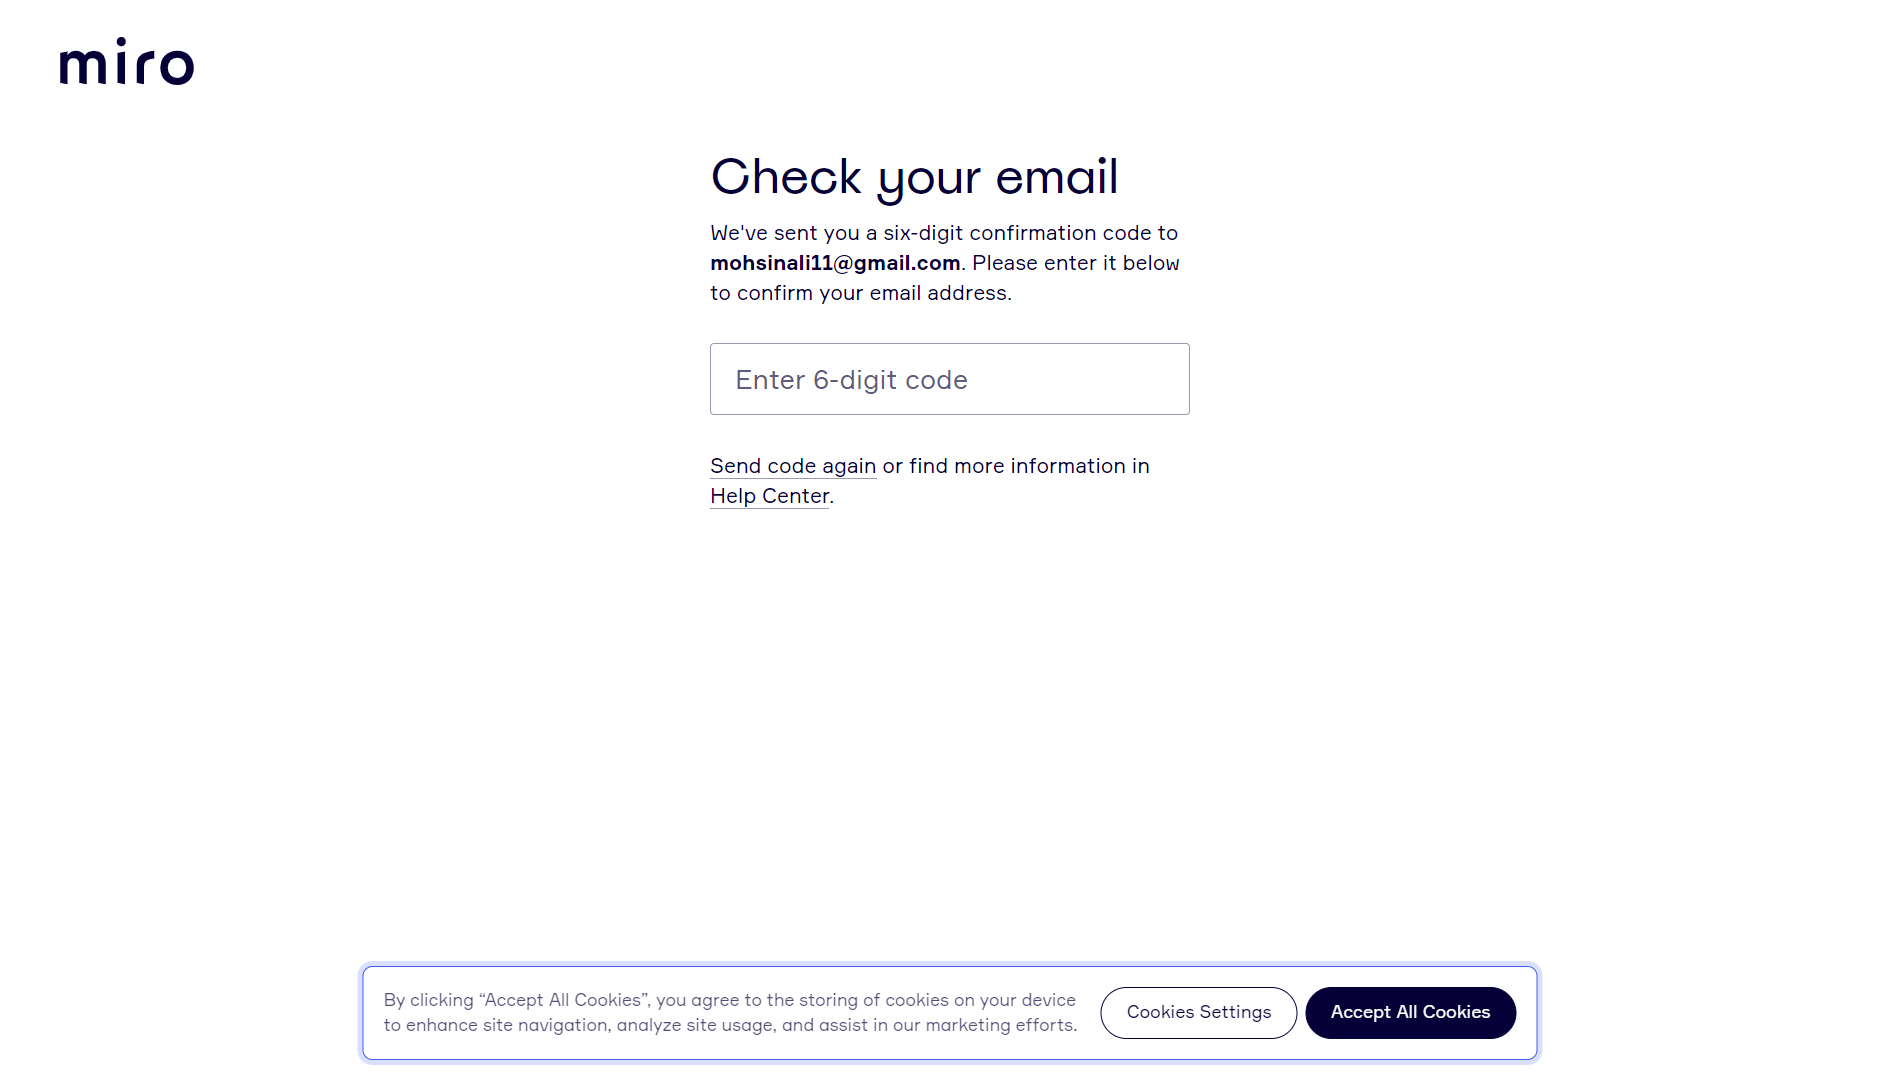 miro
Check your email
We've sent you a six-digit confirmation code to
mohsinali11@gmail.com. Please enter it below
to confirm your email address.
Enter 6-digit code
Send code again or find more information in
Help Center.
By clicking “Accept All Cookies”, you agree to the storing of cookies on your device
to enhance site navigation, analyze site usage, and assist in our marketing efforts.
Cookies Settings
Accept All Cookies